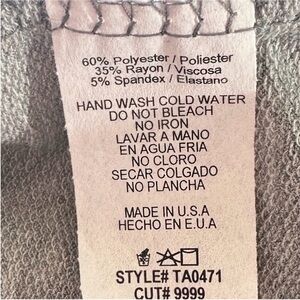 60% Polyester / Poliester
35% Rayon / Viscosa
5% Spandex / Elastano
HAND WASH COLD WATER
DO NOT BLEACH
NO IRON
LAVAR A MANO
EN AGUA FRIA
NO CLORO
SECAR COLGADO
NO PLANCHA
MADE IN U.S.A
HECHO EN E.U.A
STYLE# TA0471
CUT# 9999